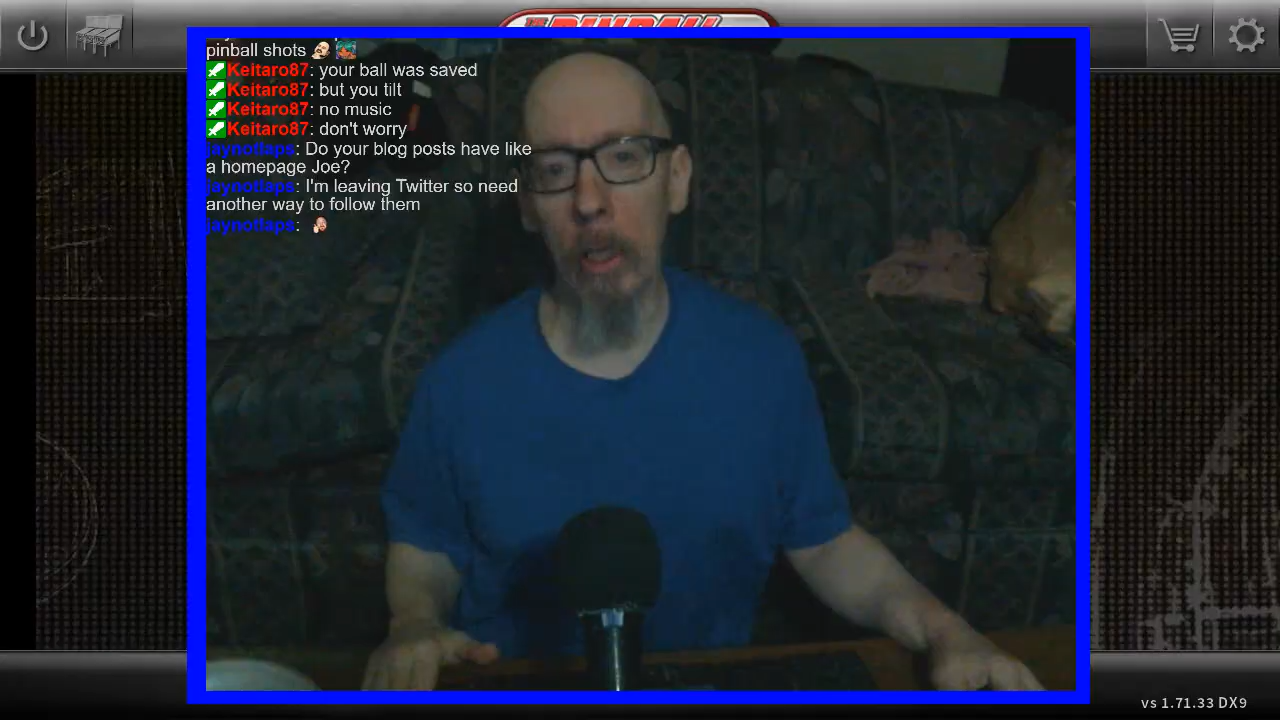 THE PINBALL
pinball shots
Keitaro87: your ball was saved
Keitaro87: but you tilt
Keitaro87: no music
Keitaro87: don't worry
jaynotlaps: Do your blog posts have like
a homepage Joe?
jaynotlaps: I'm leaving Twitter so need
another way to follow them
jaynotlaps:
vs 1.71.33 DX9